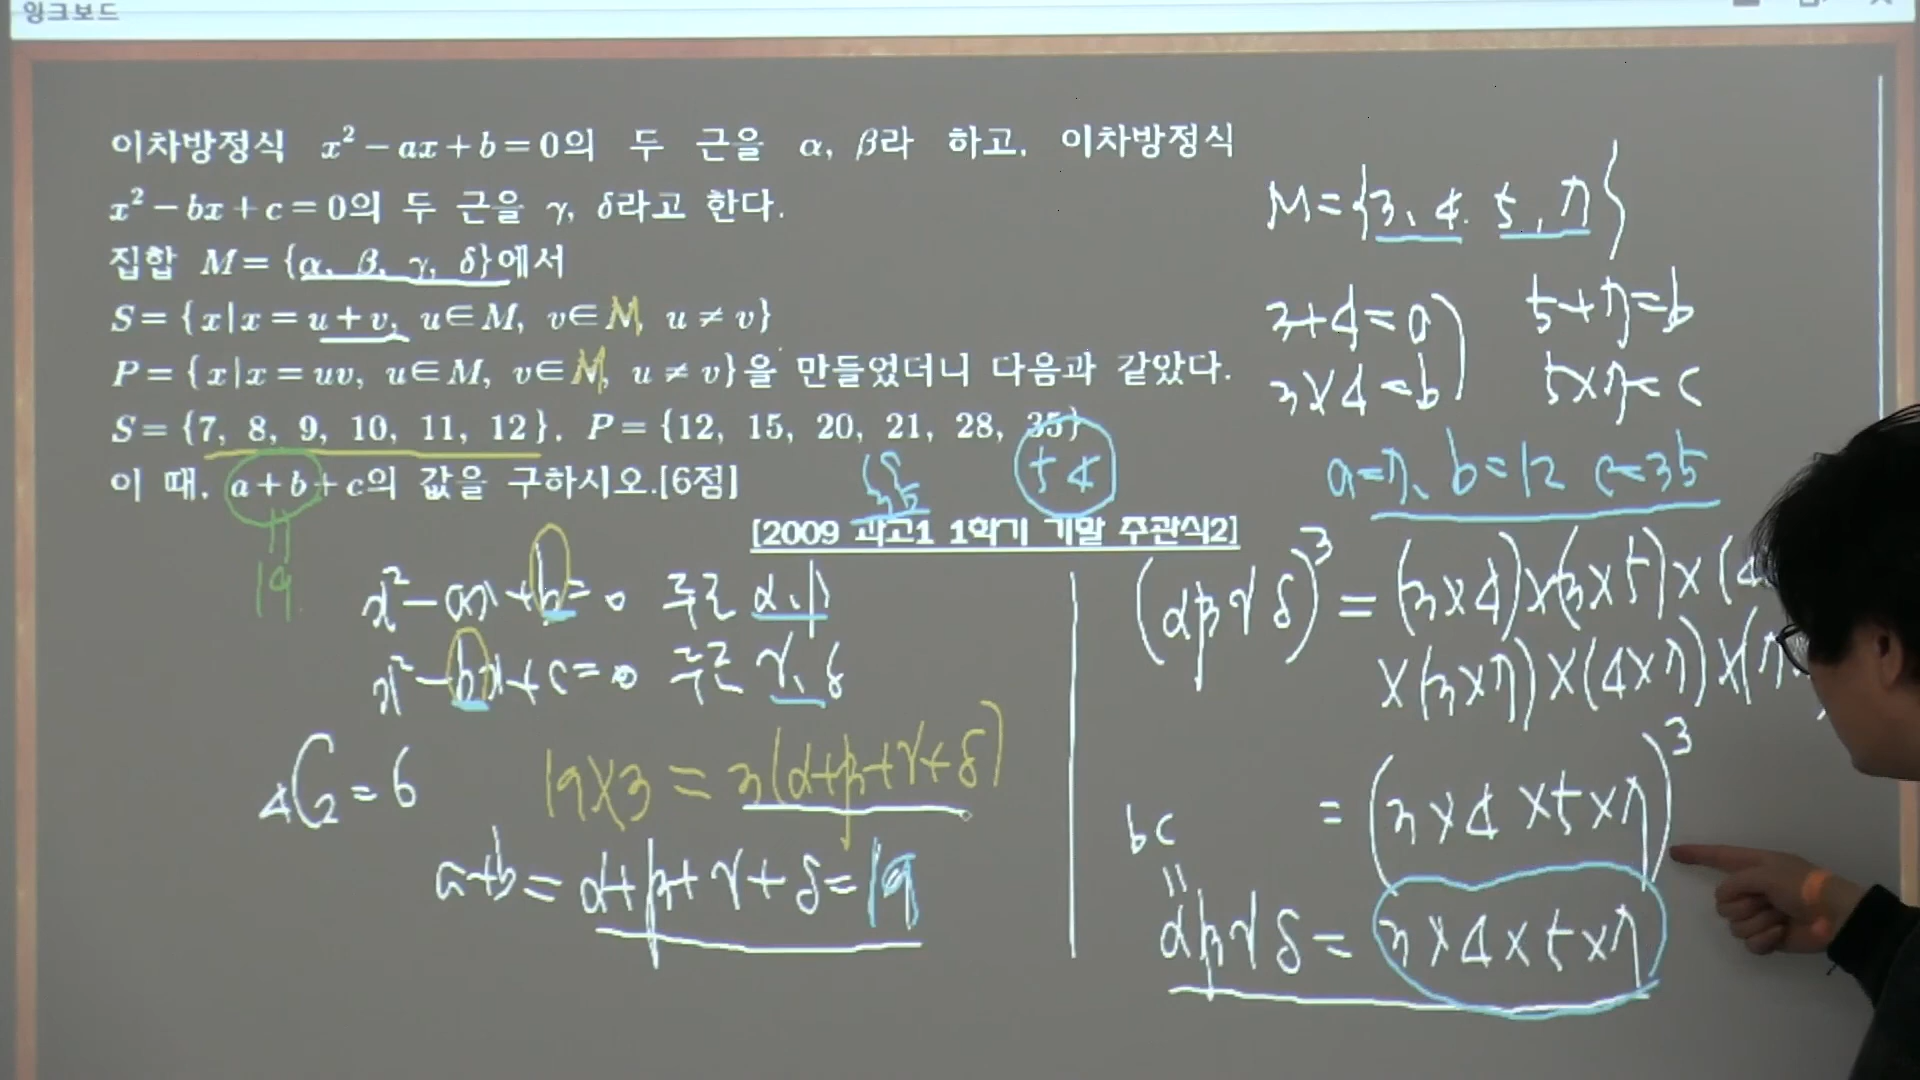 윙크보드
이차방정식 x² − ax + b = 0의 두 근을 α, β라 하고, 이차방정식
x² − bx + c = 0의 두 근을 γ, δ라고 한다.
집합 M = {α, β, γ, δ}에서
S = { x | x = u + v, u∈M, v∈M, u ≠ v }
P = { x | x = uv, u∈M, v∈M, u ≠ v }을 만들었더니 다음과 같았다.
S = {7, 8, 9, 10, 11, 12}, P = {12, 15, 20, 21, 28, 35}
이 때, a + b + c의 값을 구하시오.[6점]
19
54
[2009 과고1 1학기 기말 주관식2]
x² − ax + b = 0 두근 α, β
x² − bx + c = 0 두근 γ, δ
₄C₂ = 6
19×3 = 3(α+β+γ+δ)
a+b = α+β+γ+δ = 19
M = {3, 4, 5, 7}
3+4 = a 5+7 = b
3×4 = b 5×7 = c
a=7, b=12 c=35
(αβγδ)³ = (3×4)×(3×5)×(4
×(3×7)×(4×7)×(7
= (3×4×5×7)³
bc
=
αβγδ = 3×4×5×7